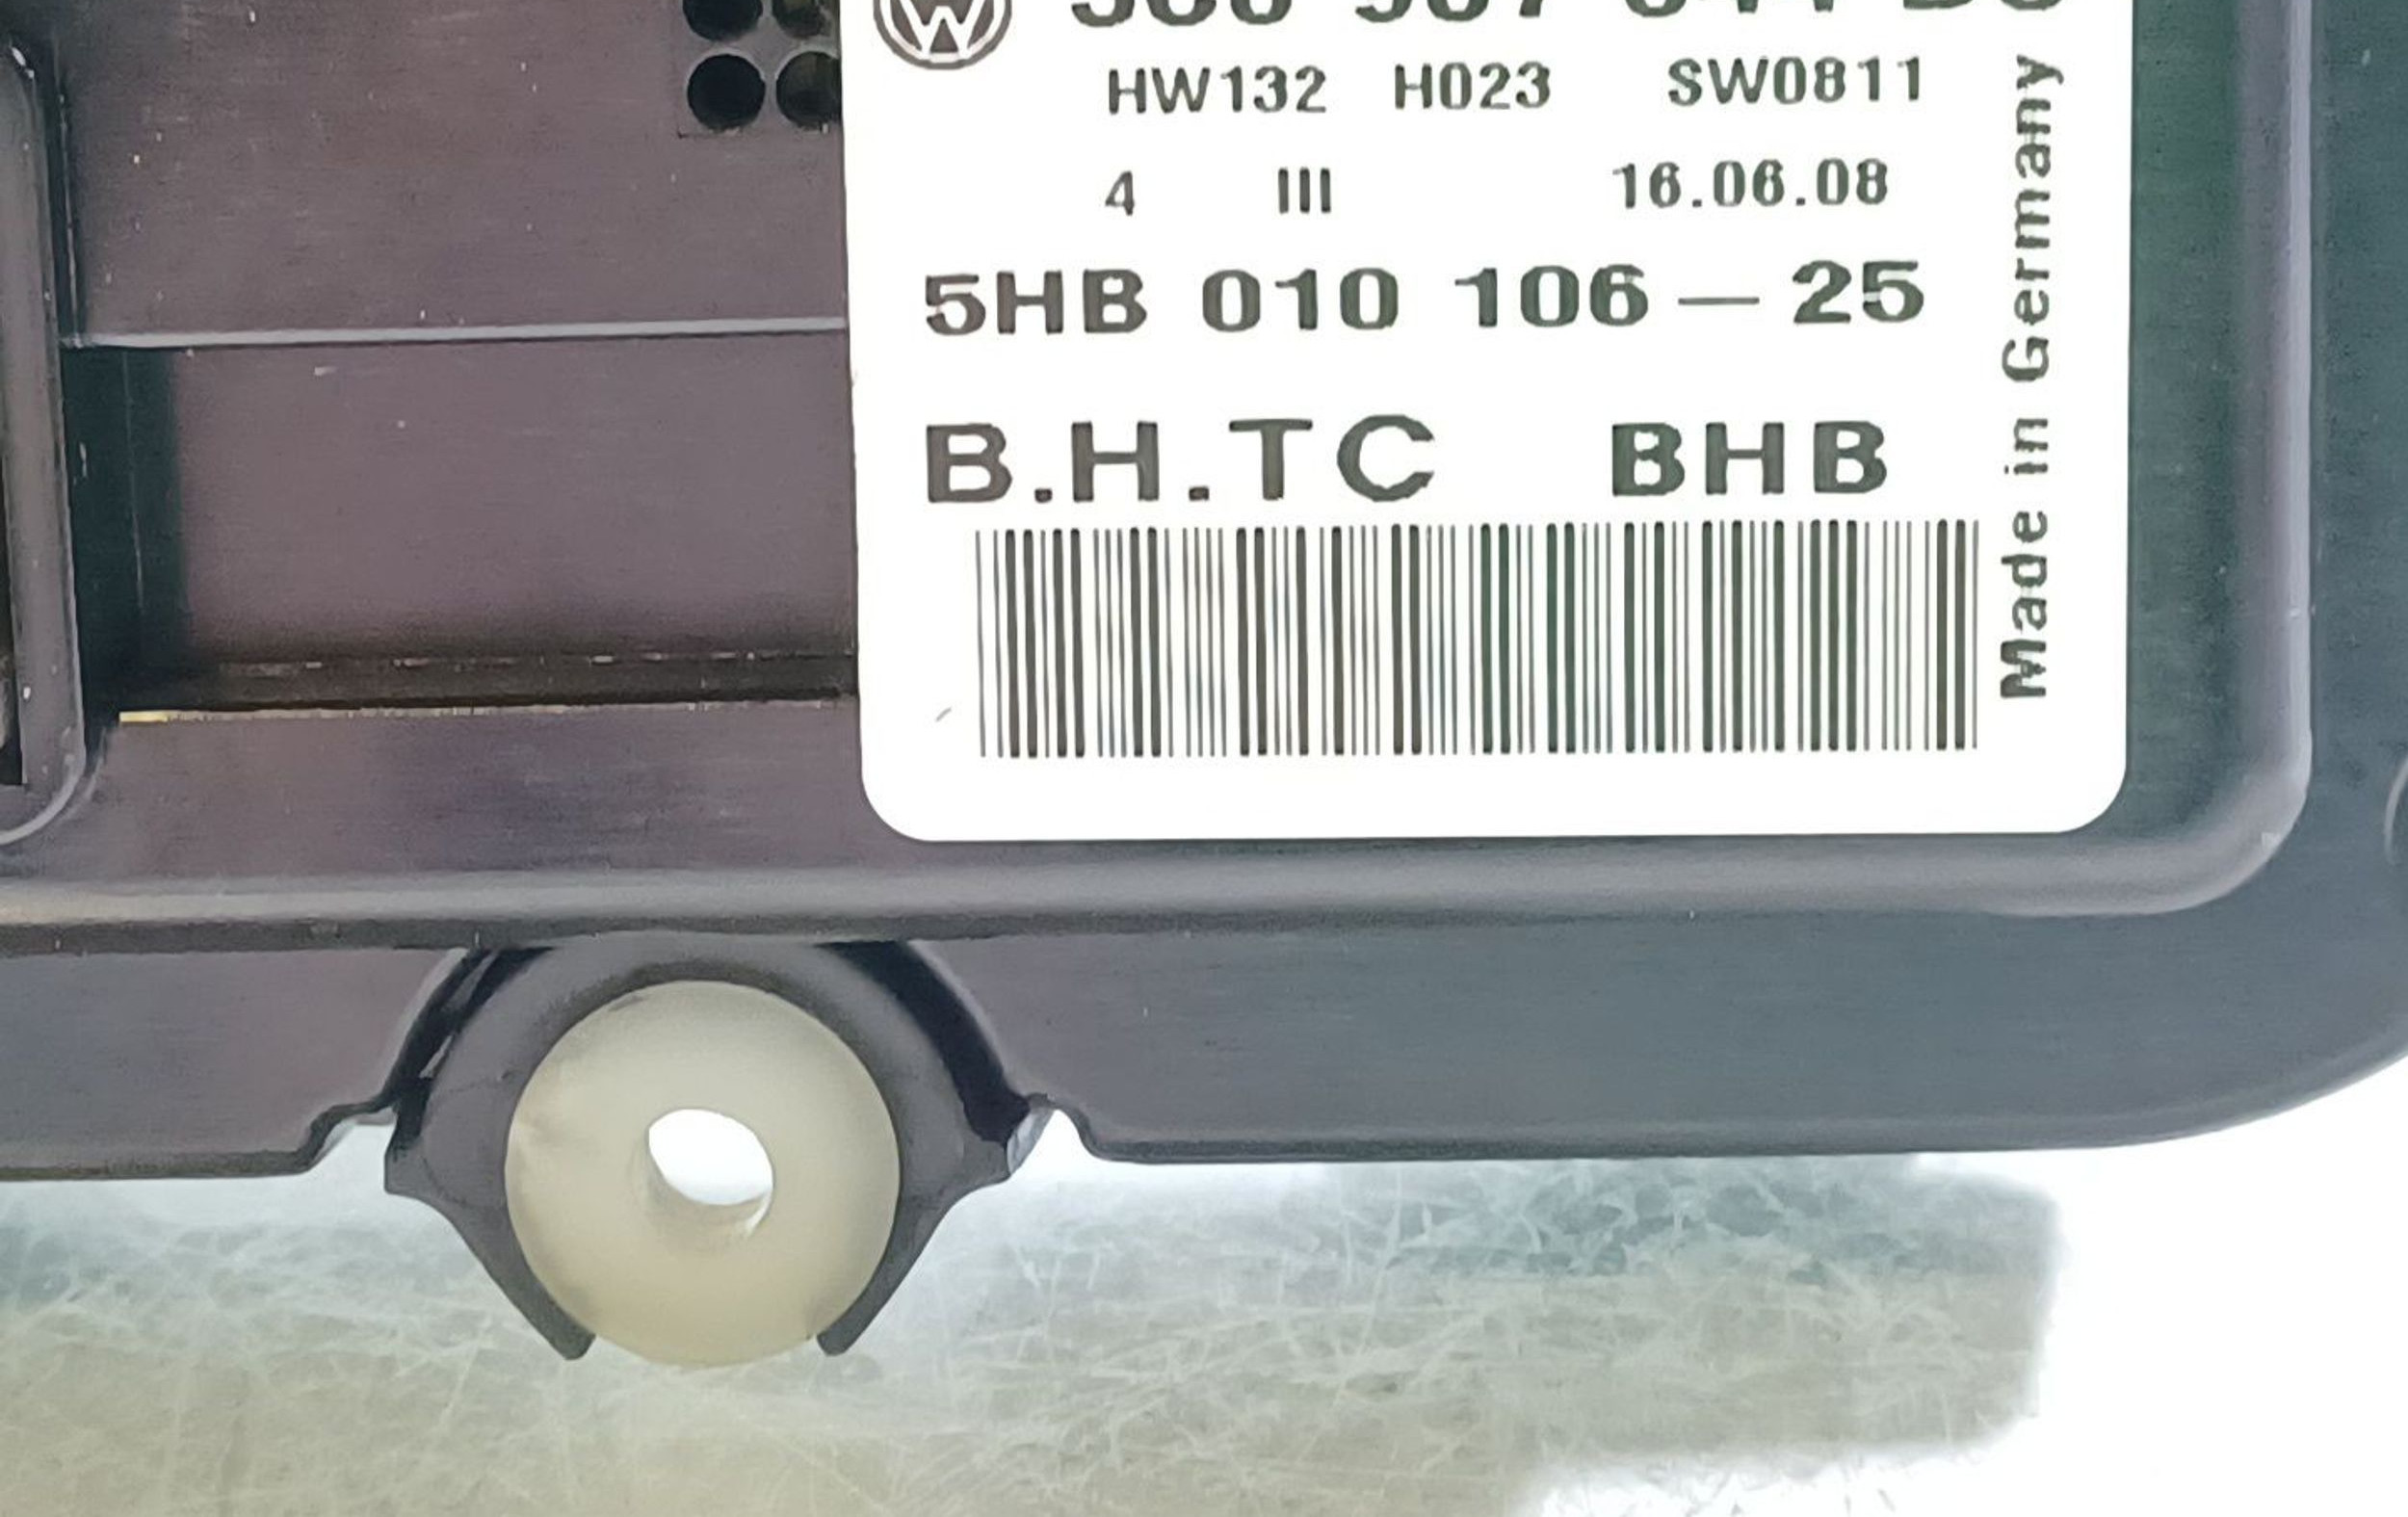 HW132 H023 SW0811
4 III 16.06.08
5HB 010 106 — 25
B.H.TC BHB
Made in Germany